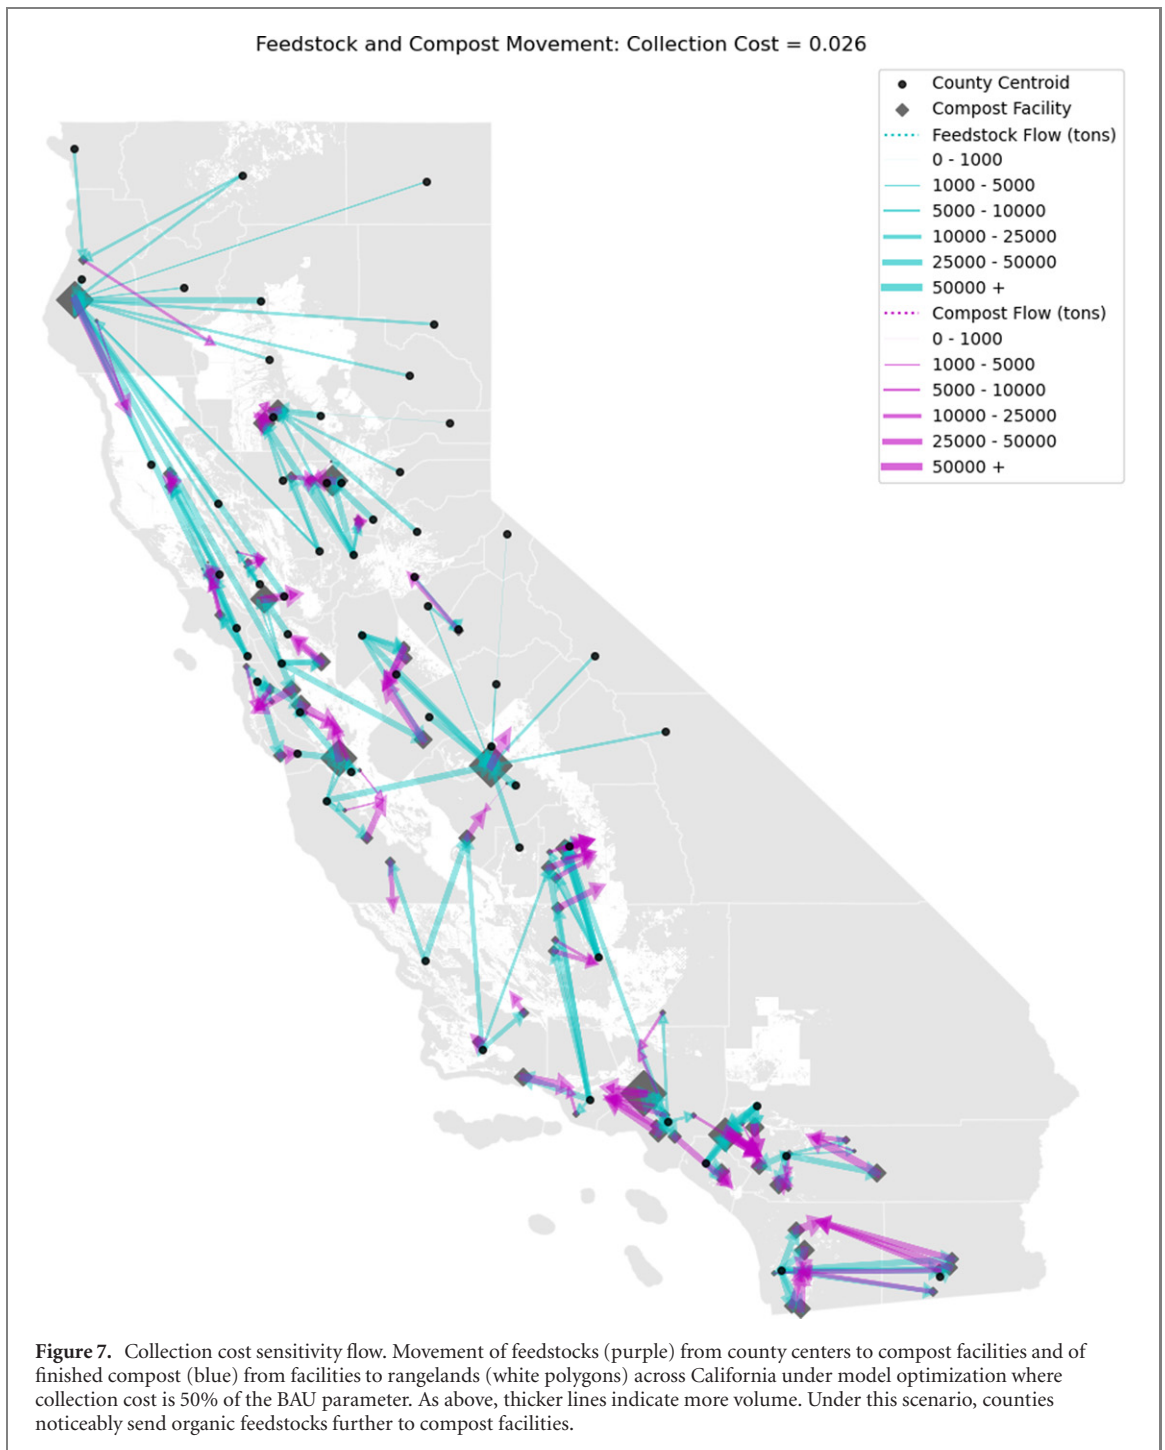 Feedstock and Compost Movement: Collection Cost = 0.026
County Centroid
Compost Facility
Feedstock Flow (tons)
0 - 1000
1000 - 5000
5000 - 10000
10000 - 25000
25000 - 50000
50000 +
Compost Flow (tons)
0 - 1000
1000 - 5000
5000 - 10000
10000 - 25000
25000 - 50000
50000 +
Figure 7. Collection cost sensitivity flow. Movement of feedstocks (purple) from county centers to compost facilities and of
finished compost (blue) from facilities to rangelands (white polygons) across California under model optimization where
collection cost is 50% of the BAU parameter. As above, thicker lines indicate more volume. Under this scenario, counties
noticeably send organic feedstocks further to compost facilities.